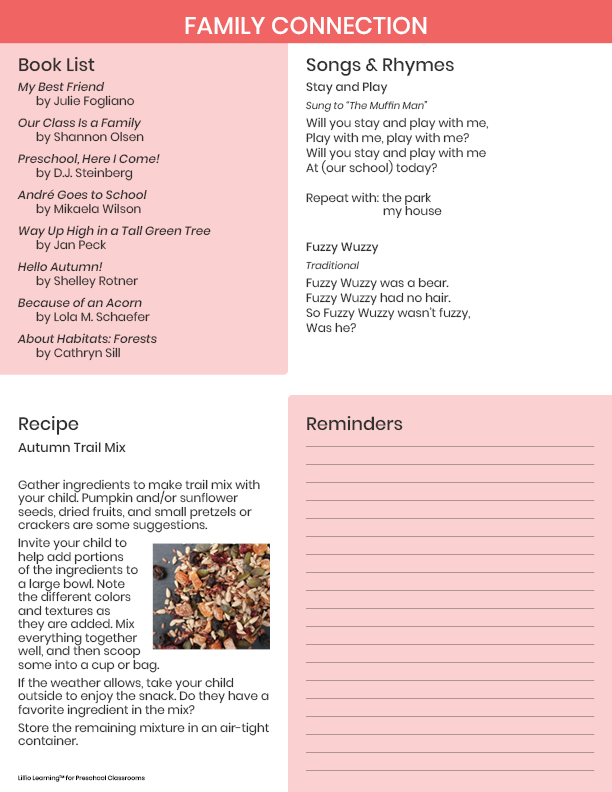 FAMILY CONNECTION
Book List
My Best Friend
by Julie Fogliano
Our Class Is a Family
by Shannon Olsen
Preschool, Here I Come!
by D.J. Steinberg
André Goes to School
by Mikaela Wilson
Way Up High in a Tall Green Tree
by Jan Peck
Hello Autumn!
by Shelley Rotner
Because of an Acorn
by Lola M. Schaefer
About Habitats: Forests
by Cathryn Sill
Songs & Rhymes
Stay and Play
Sung to “The Muffin Man”
Will you stay and play with me,
Play with me, play with me?
Will you stay and play with me
At (our school) today?
Repeat with: the park
my house
Fuzzy Wuzzy
Traditional
Fuzzy Wuzzy was a bear.
Fuzzy Wuzzy had no hair.
So Fuzzy Wuzzy wasn’t fuzzy,
Was he?
Recipe
Autumn Trail Mix
Gather ingredients to make trail mix with
your child. Pumpkin and/or sunflower
seeds, dried fruits, and small pretzels or
crackers are some suggestions.
Invite your child to
help add portions
of the ingredients to
a large bowl. Note
the different colors
and textures as
they are added. Mix
everything together
well, and then scoop
some into a cup or bag.
If the weather allows, take your child
outside to enjoy the snack. Do they have a
favorite ingredient in the mix?
Store the remaining mixture in an air-tight
container.
Lillio Learning™ for Preschool Classrooms
Reminders